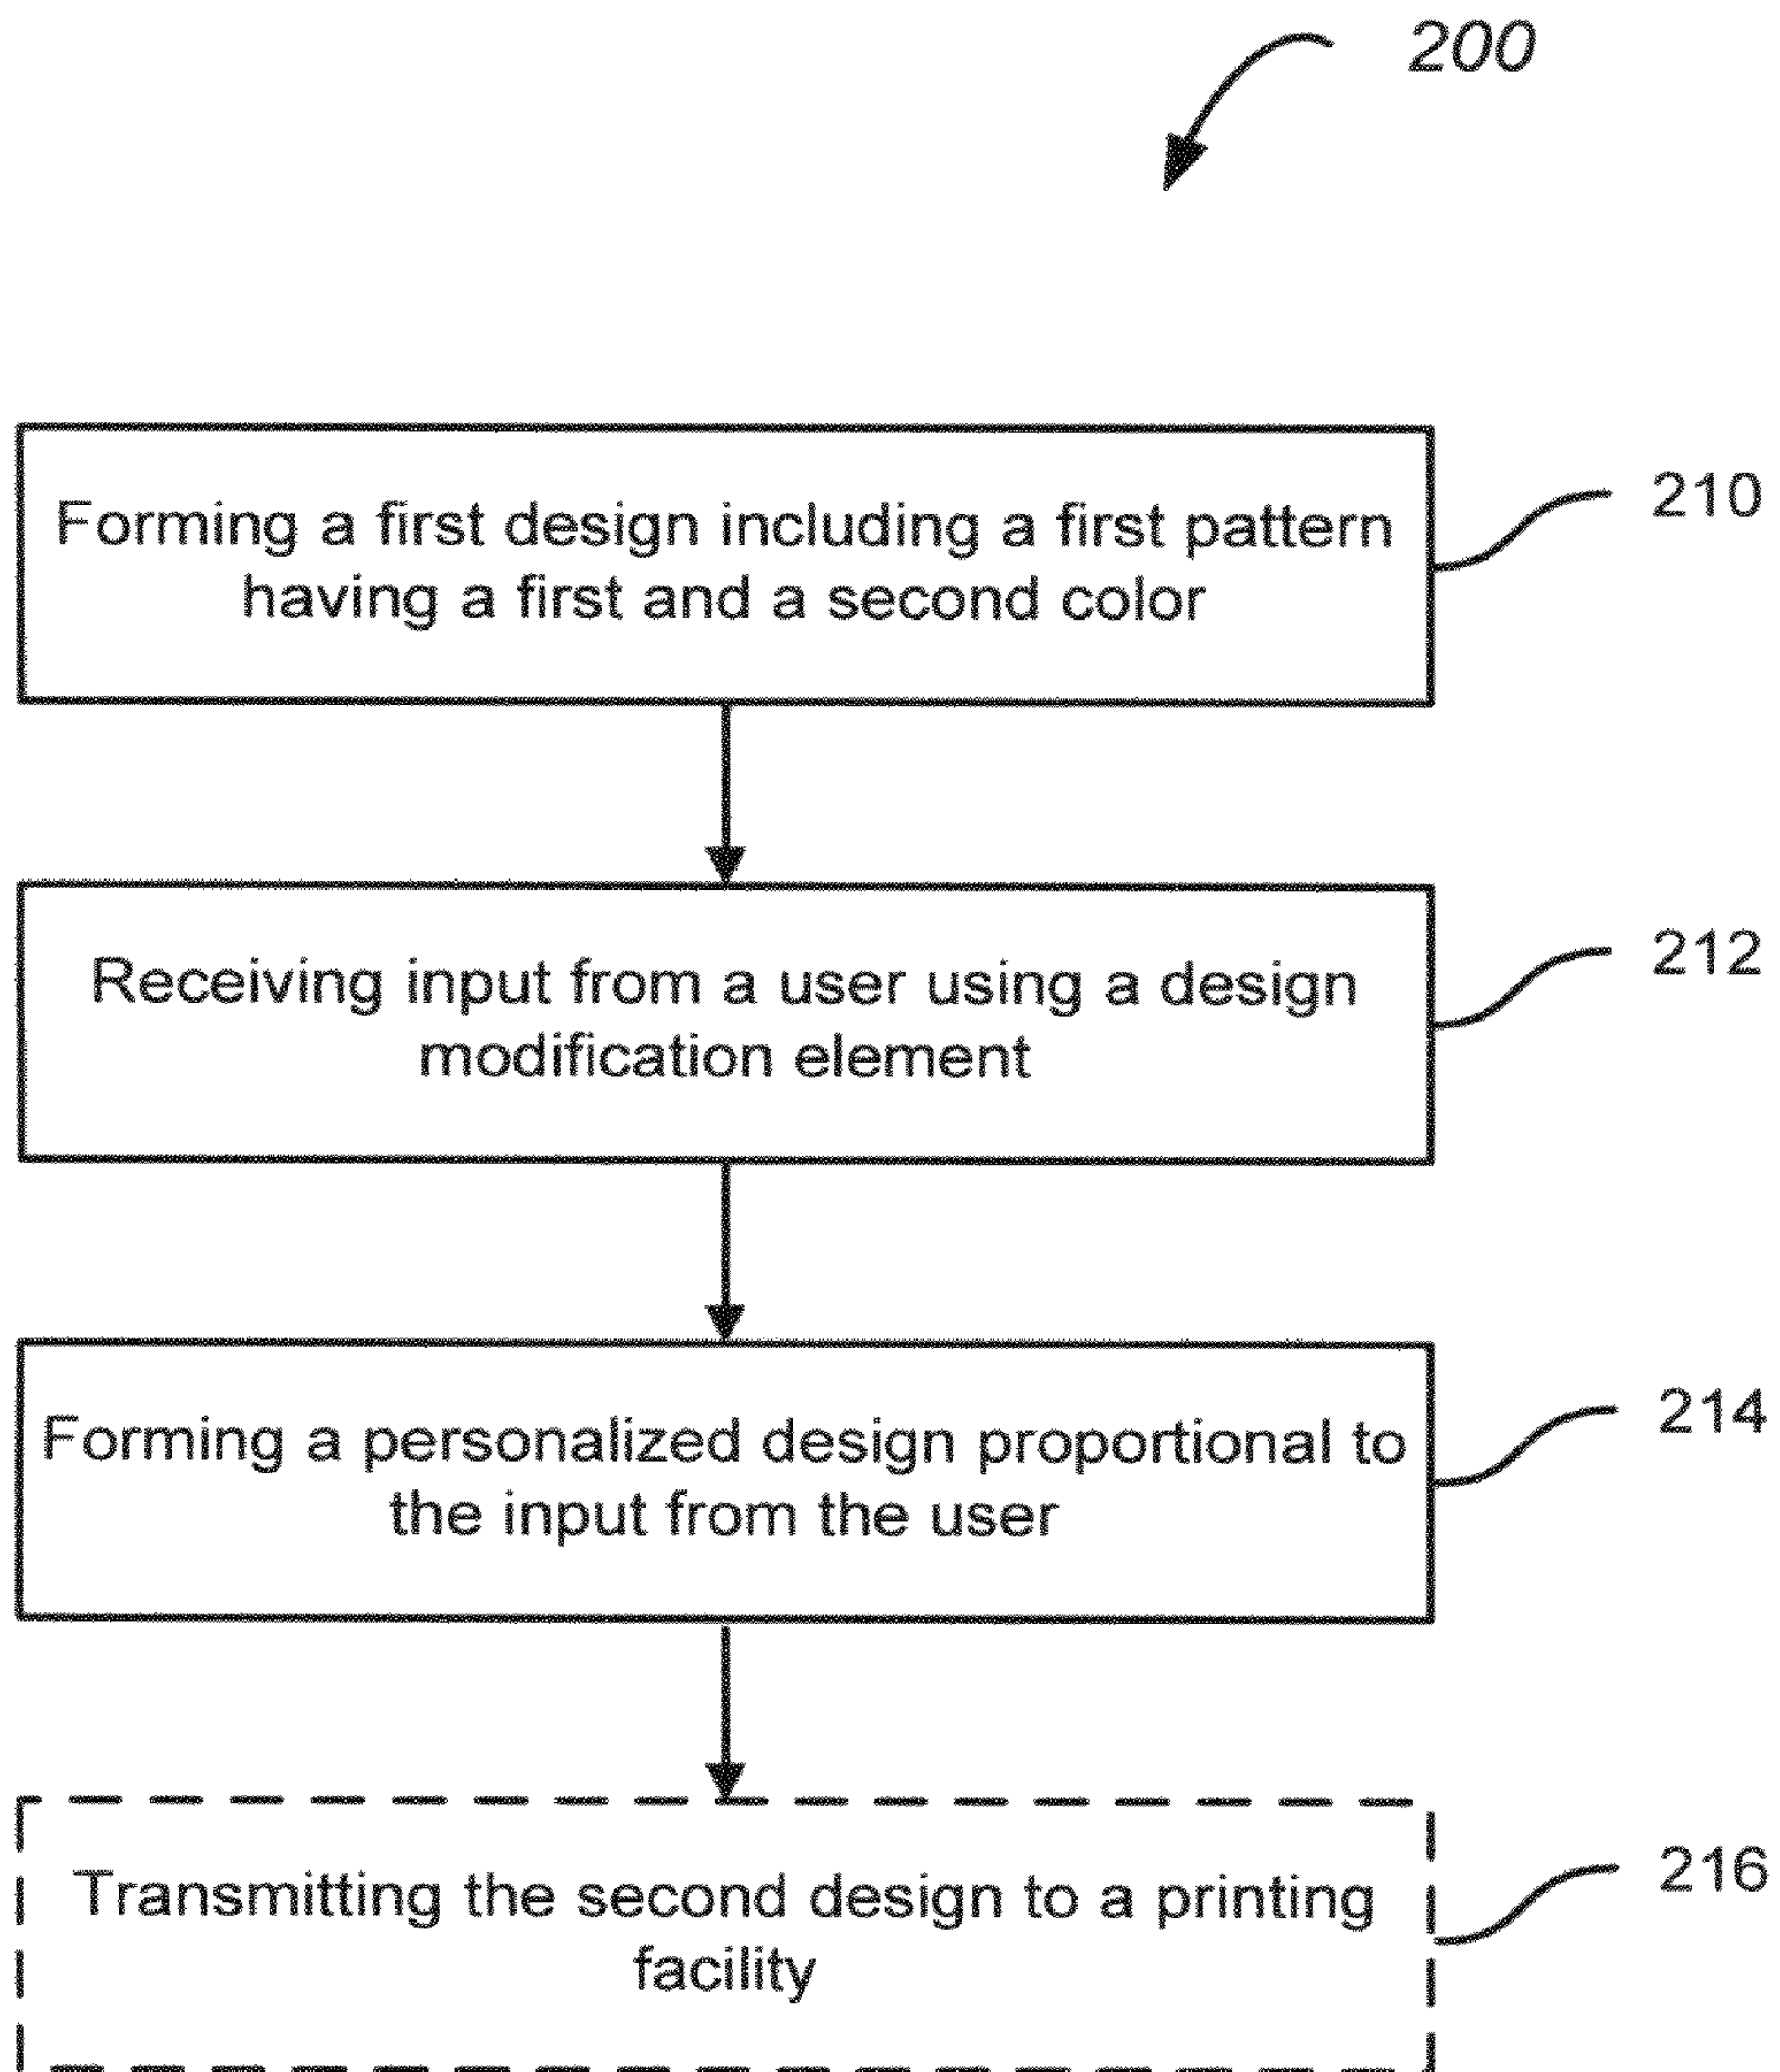 200
Forming a first design including a first pattern
having a first and a second color
210
Receiving input from a user using a design
modification element
212
Forming a personalized design proportional to
the input from the user
214
Transmitting the second design to a printing
facility
216